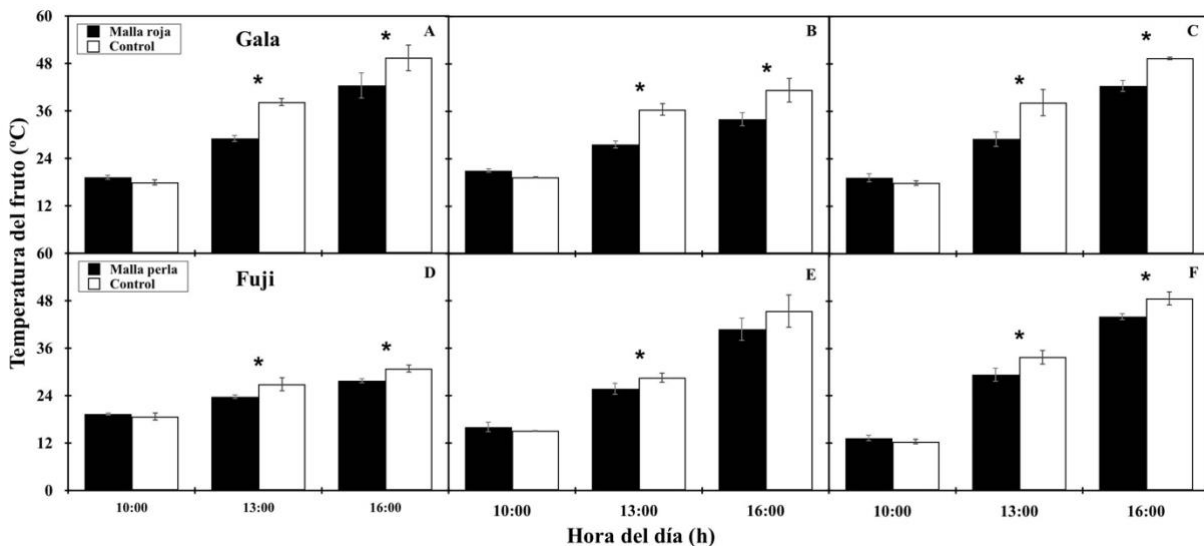 60
Malla roja
Control
Gala
A
B
C
*
*
*
*
*
*
48
36
24
12
60
Malla perla
Control
Fuji
D
E
F
*
*
*
*
*
48
36
24
12
0
Temperatura del fruto (ºC)
10:00 13:00 16:00 10:00 13:00 16:00 10:00 13:00 16:00
Hora del día (h)